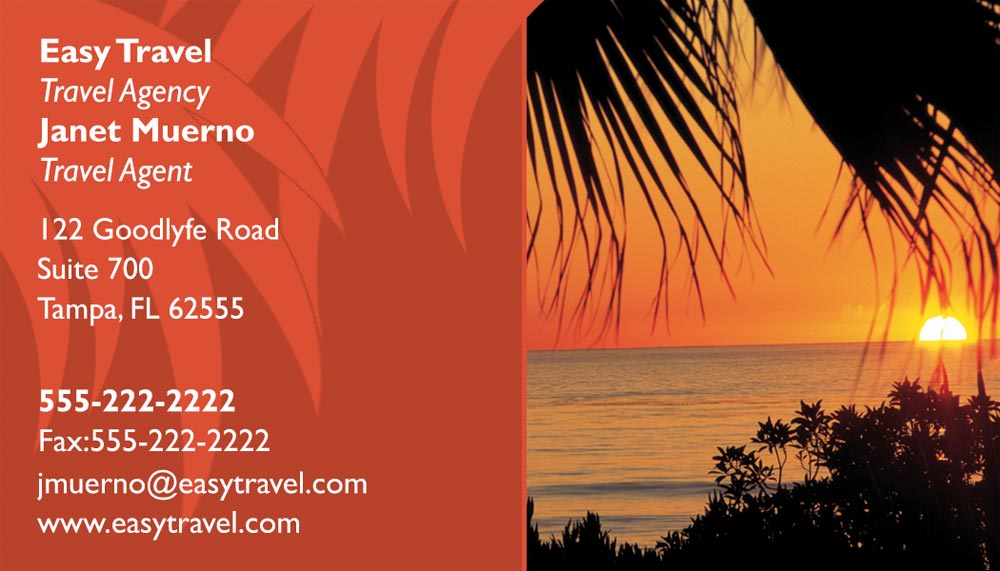 Easy Travel
Travel Agency
Janet Muerno
Travel Agent
122 Goodlyfe Road
Suite 700
Tampa, FL 62555
555-222-2222
Fax:555-222-2222
jmuerno@easytravel.com
www.easytravel.com